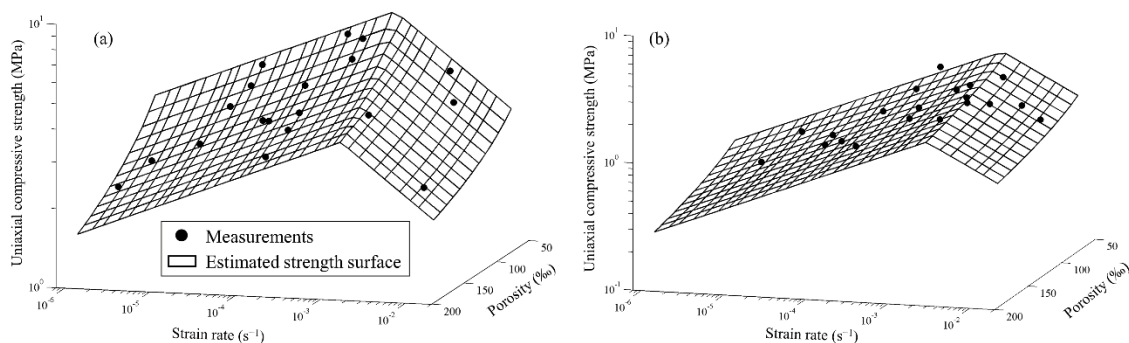 (a)
Uniaxial compressive strength (MPa)
10¹
10⁰
10⁻⁶
10⁻⁵
10⁻⁴
10⁻³
10⁻²
Strain rate (s⁻¹)
50
100
150
200
Porosity (‰)
Measurements
Estimated strength surface
(b)
Uniaxial compressive strength (MPa)
10¹
10⁰
10⁻¹
10⁻⁶
10⁻⁵
10⁻⁴
10⁻³
10⁻²
Strain rate (s⁻¹)
50
100
150
200
Porosity (‰)